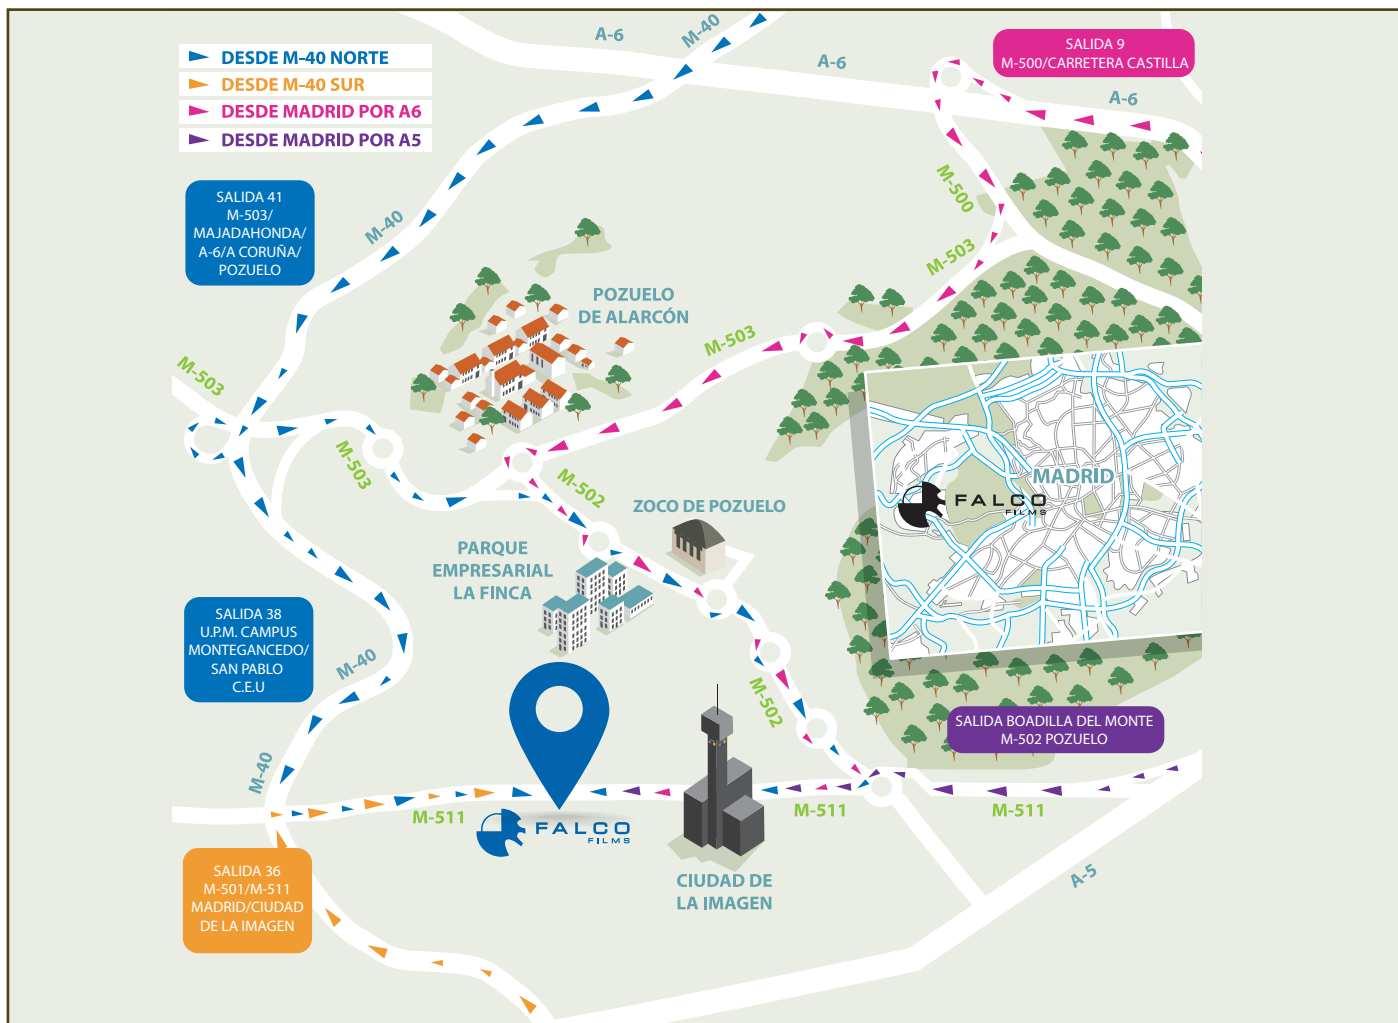 DESDE M-40 NORTE
DESDE M-40 SUR
DESDE MADRID POR A6
DESDE MADRID POR A5
A-6
M-40
A-6
SALIDA 9
M-500/CARRETERA CASTILLA
A-6
SALIDA 41
M-503/
MAJADAHONDA/
A-6/A CORUÑA/
POZUELO
M-40
M-500
M-503
POZUELO
DE ALARCÓN
M-503
M-503
M-503
M-502
ZOCO DE POZUELO
MADRID
FALCO
FILMS
PARQUE
EMPRESARIAL
LA FINCA
SALIDA 38
U.P.M. CAMPUS
MONTEGANCEDO/
SAN PABLO
C.E.U
M-40
M-502
SALIDA BOADILLA DEL MONTE
M-502 POZUELO
M-40
M-511
M-511
M-511
FALCO
FILMS
SALIDA 36
M-501/M-511
MADRID/CIUDAD
DE LA IMAGEN
CIUDAD DE
LA IMAGEN
A-5